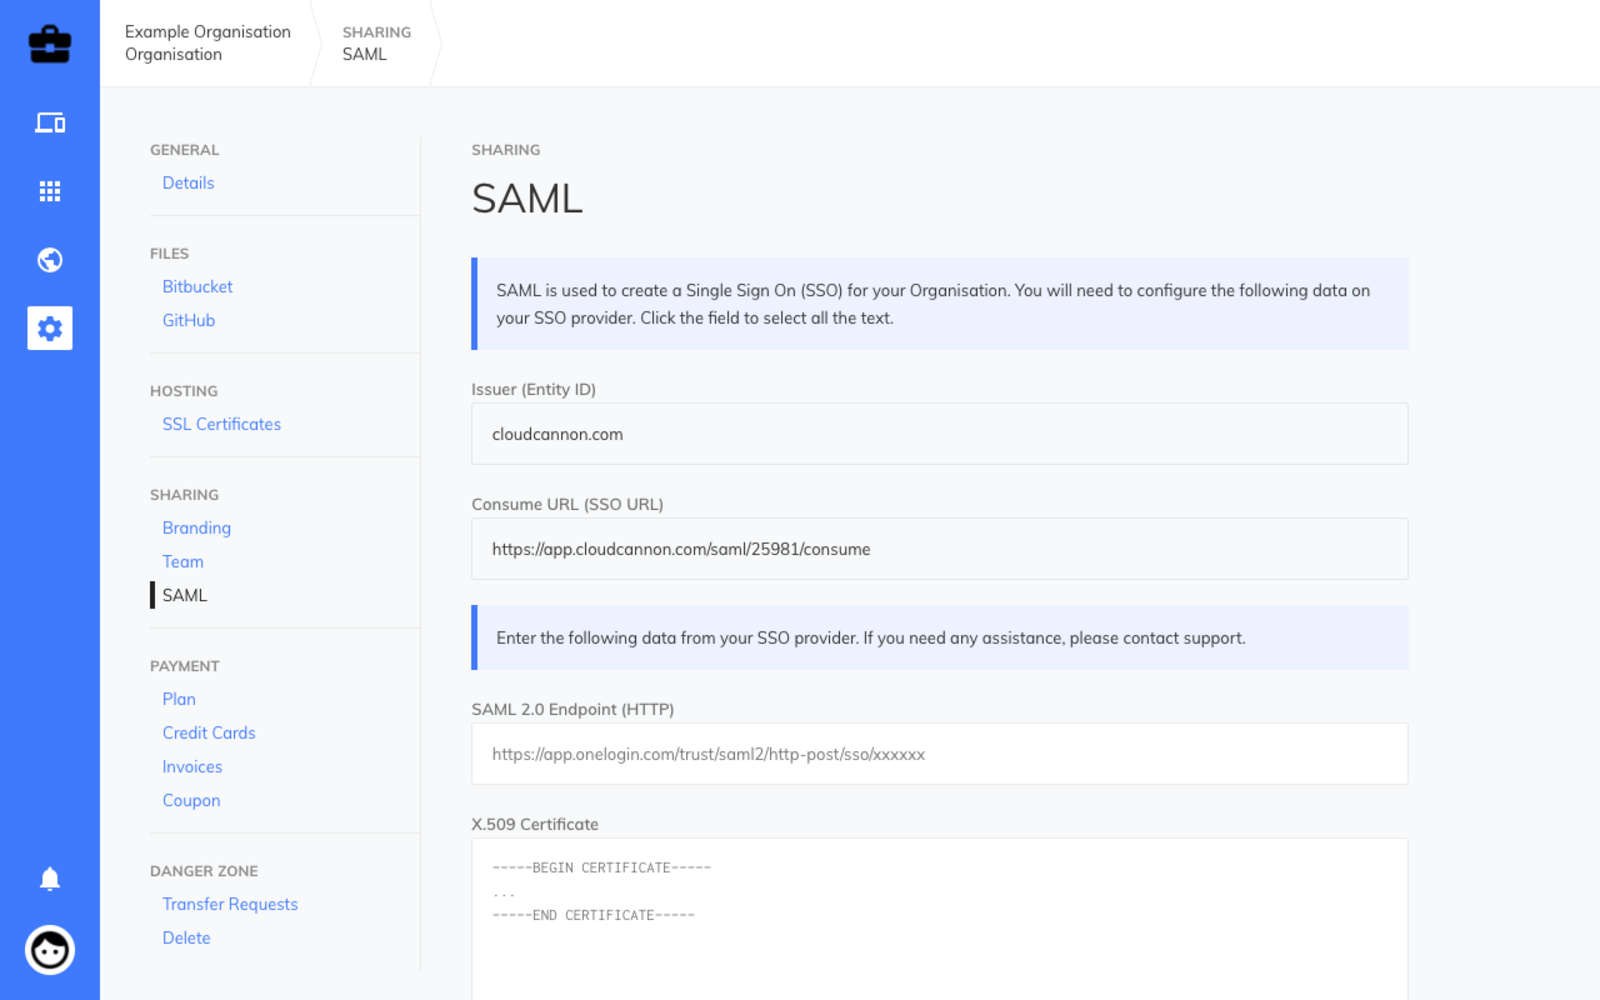 Example Organisation
Organisation
SHARING
SAML
GENERAL
Details
FILES
Bitbucket
GitHub
HOSTING
SSL Certificates
SHARING
Branding
Team
SAML
PAYMENT
Plan
Credit Cards
Invoices
Coupon
DANGER ZONE
Transfer Requests
Delete
SHARING
SAML
SAML is used to create a Single Sign On (SSO) for your Organisation. You will need to configure the following data on
your SSO provider. Click the field to select all the text.
Issuer (Entity ID)
cloudcannon.com
Consume URL (SSO URL)
https://app.cloudcannon.com/saml/25981/consume
Enter the following data from your SSO provider. If you need any assistance, please contact support.
SAML 2.0 Endpoint (HTTP)
https://app.onelogin.com/trust/saml2/http-post/sso/xxxxxx
X.509 Certificate
-----BEGIN CERTIFICATE-----
...
-----END CERTIFICATE-----